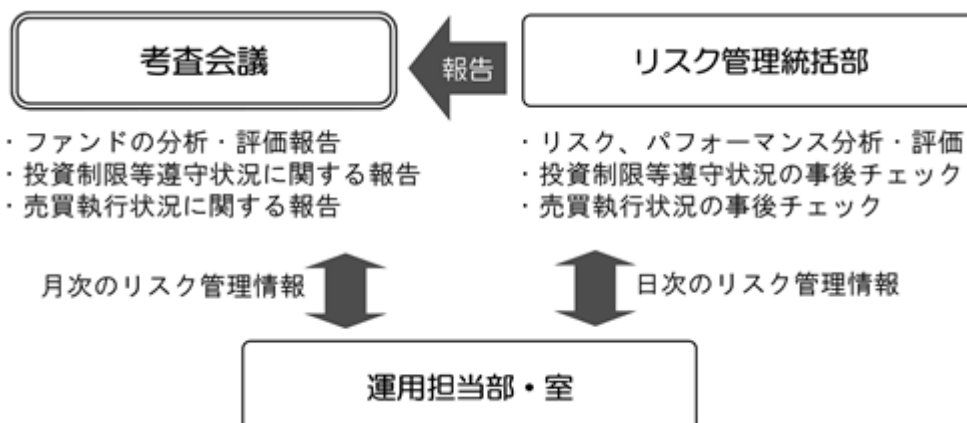 考査会議
報告
リスク管理統括部
・ファンドの分析・評価報告
・投資制限等遵守状況に関する報告
・売買執行状況に関する報告
・リスク、パフォーマンス分析・評価
・投資制限等遵守状況の事後チェック
・売買執行状況の事後チェック
月次のリスク管理情報
日次のリスク管理情報
運用担当部・室